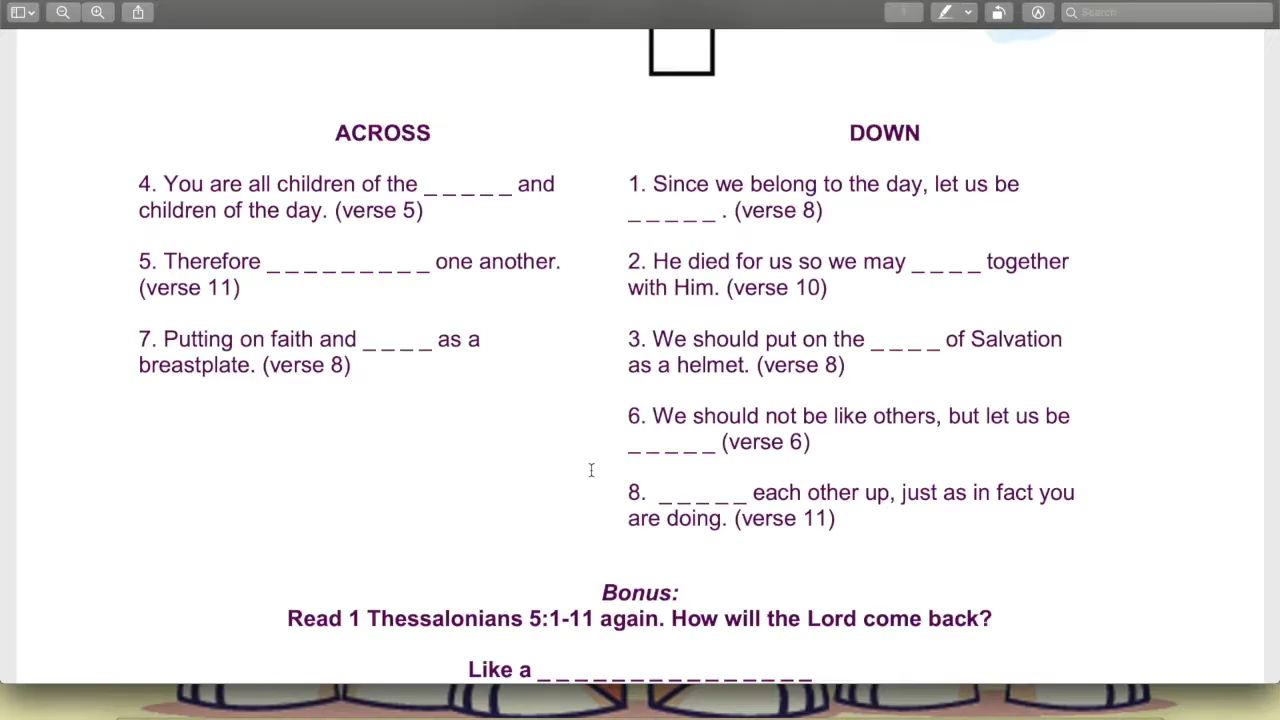 Search
ACROSS
4. You are all children of the _ _ _ _ _ and
children of the day. (verse 5)
5. Therefore _ _ _ _ _ _ _ _ _ one another.
(verse 11)
7. Putting on faith and _ _ _ _ as a
breastplate. (verse 8)
DOWN
1. Since we belong to the day, let us be
_ _ _ _ _ . (verse 8)
2. He died for us so we may _ _ _ _ together
with Him. (verse 10)
3. We should put on the _ _ _ _ of Salvation
as a helmet. (verse 8)
6. We should not be like others, but let us be
_ _ _ _ _ (verse 6)
8. _ _ _ _ _ each other up, just as in fact you
are doing. (verse 11)
Bonus:
Read 1 Thessalonians 5:1-11 again. How will the Lord come back?
Like a _ _ _ _ _ _ _ _ _ _ _ _ _ _ _